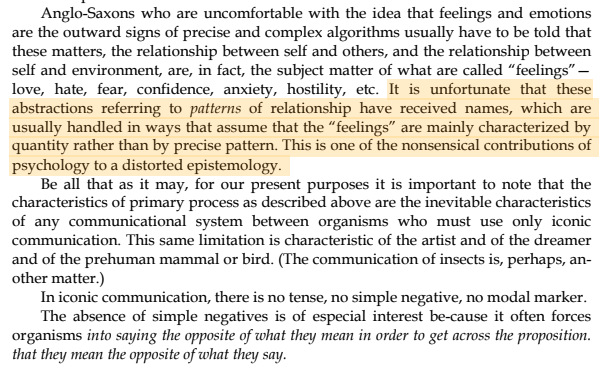 Anglo-Saxons who are uncomfortable with the idea that feelings and emotions
are the outward signs of precise and complex algorithms usually have to be told that
these matters, the relationship between self and others, and the relationship between
self and environment, are, in fact, the subject matter of what are called “feelings”—
love, hate, fear, confidence, anxiety, hostility, etc. It is unfortunate that these
abstractions referring to patterns of relationship have received names, which are
usually handled in ways that assume that the “feelings” are mainly characterized by
quantity rather than by precise pattern. This is one of the nonsensical contributions of
psychology to a distorted epistemology.
Be all that as it may, for our present purposes it is important to note that the
characteristics of primary process as described above are the inevitable characteristics
of any communicational system between organisms who must use only iconic
communication. This same limitation is characteristic of the artist and of the dreamer
and of the prehuman mammal or bird. (The communication of insects is, perhaps, an-
other matter.)
In iconic communication, there is no tense, no simple negative, no modal marker.
The absence of simple negatives is of especial interest be-cause it often forces
organisms into saying the opposite of what they mean in order to get across the proposition.
that they mean the opposite of what they say.